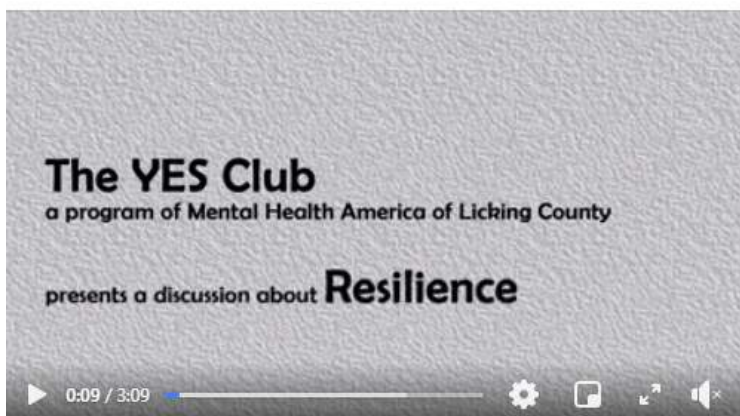 The YES Club
a program of Mental Health America of Licking County
presents a discussion about Resilience
0:09 / 3:09